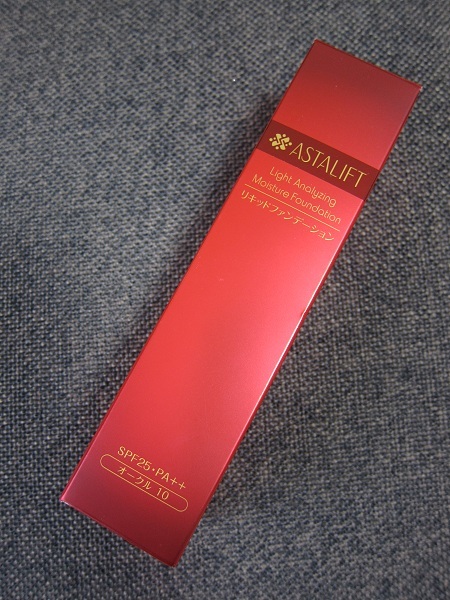 ASTALIFT
Light Analyzing
Moisture Foundation
リキッドファンデーション
SPF25・PA++
オークル 10